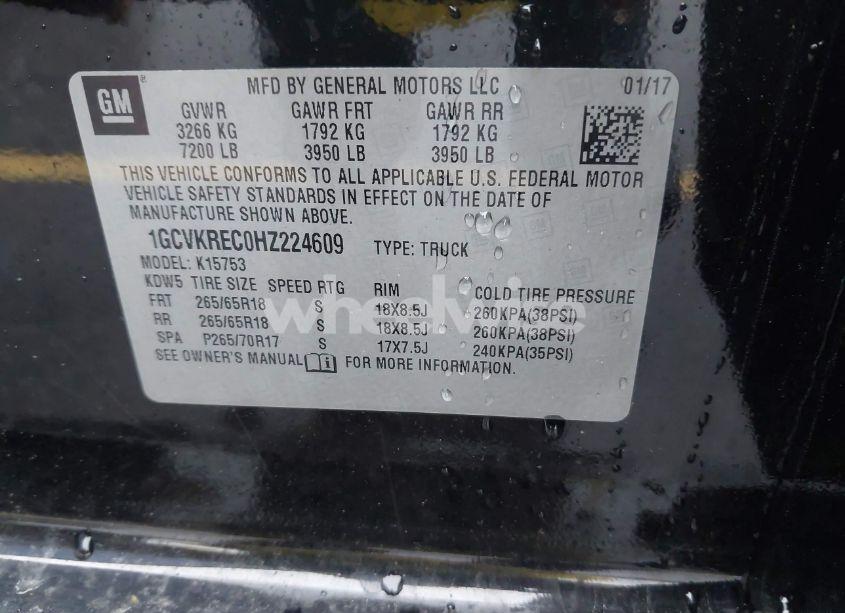 GM
MFD BY GENERAL MOTORS LLC 01/17
GVWR GAWR FRT GAWR RR
3266 KG 1792 KG 1792 KG
7200 LB 3950 LB 3950 LB
THIS VEHICLE CONFORMS TO ALL APPLICABLE U.S. FEDERAL MOTOR
VEHICLE SAFETY STANDARDS IN EFFECT ON THE DATE OF
MANUFACTURE SHOWN ABOVE.
1GCVKREC0HZ224609 TYPE: TRUCK
MODEL: K15753
KDW5 TIRE SIZE SPEED RTG RIM COLD TIRE PRESSURE
FRT 265/65R18 S 18X8.5J 260KPA(38PSI)
RR 265/65R18 S 18X8.5J 260KPA(38PSI)
SPA P265/70R17 S 17X7.5J 240KPA(35PSI)
SEE OWNER'S MANUAL FOR MORE INFORMATION.